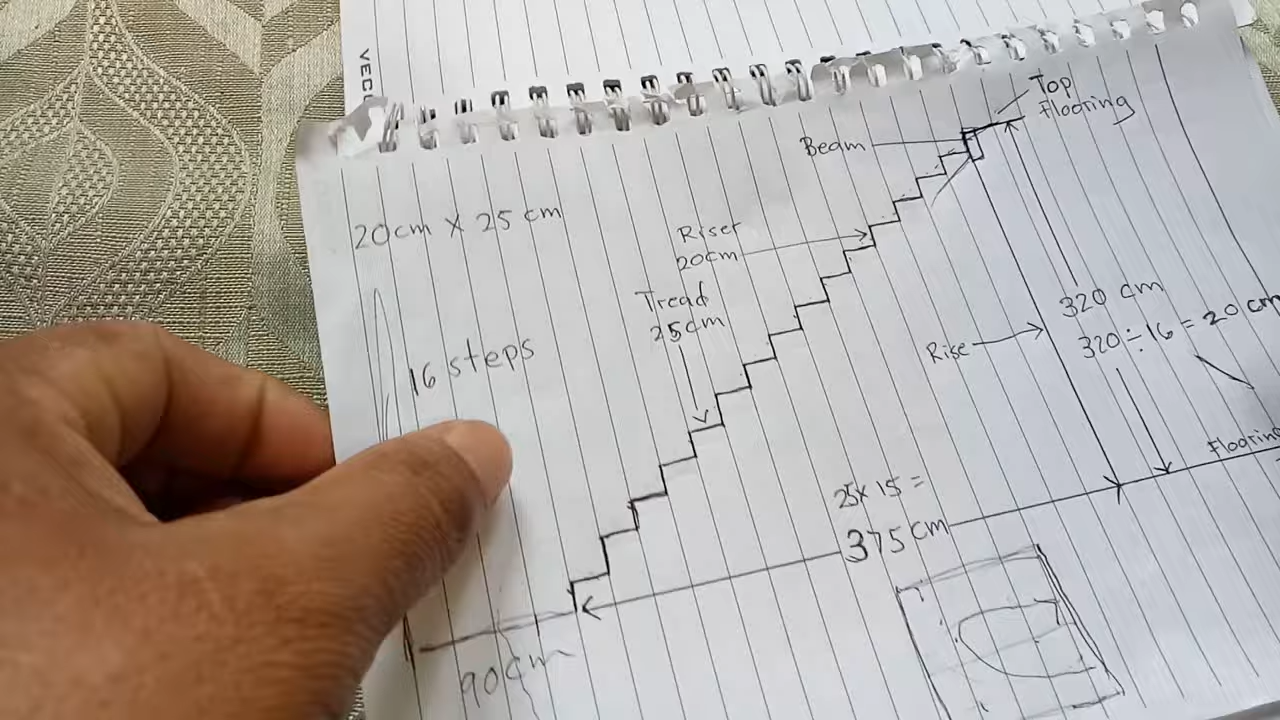 20cm X 25 cm
16 steps
Top
Flooring
Beam
Riser
20cm
Tread
25cm
Rise
320 cm
320 ÷ 16 = 20 cm
Flooring
25 x 15 =
375 cm
90cm